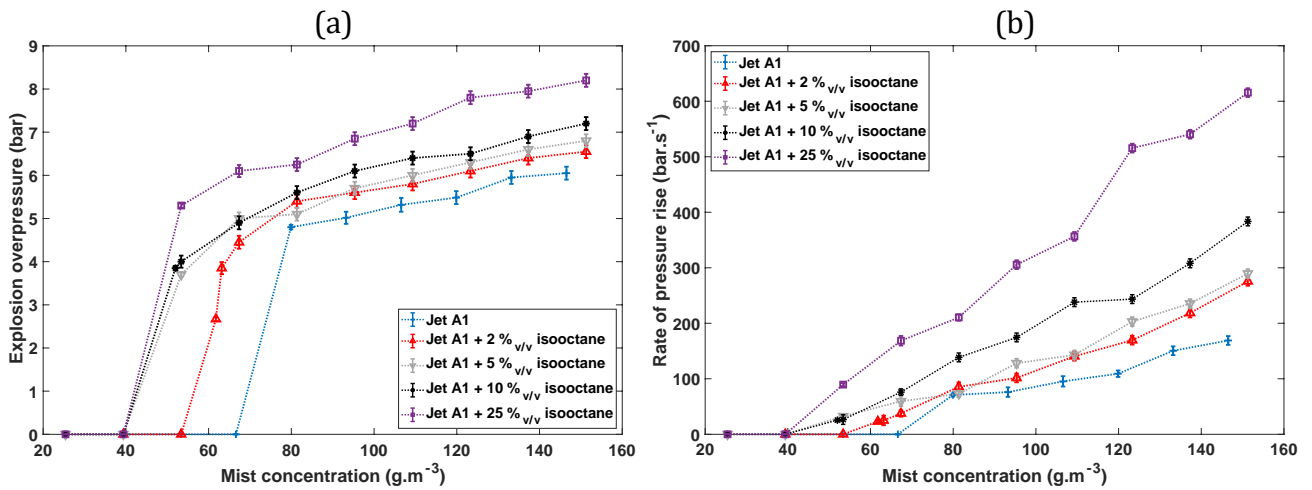 (a)
9
8
7
6
5
4
3
2
1
0
Explosion overpressure (bar)
20 40 60 80 100 120 140 160
Mist concentration (g.m⁻³)
Jet A1
Jet A1 + 2 %v/v isooctane
Jet A1 + 5 %v/v isooctane
Jet A1 + 10 %v/v isooctane
Jet A1 + 25 %v/v isooctane
(b)
700
600
500
400
300
200
100
0
Rate of pressure rise (bar.s⁻¹)
20 40 60 80 100 120 140 160
Mist concentration (g.m⁻³)
Jet A1
Jet A1 + 2 %v/v isooctane
Jet A1 + 5 %v/v isooctane
Jet A1 + 10 %v/v isooctane
Jet A1 + 25 %v/v isooctane